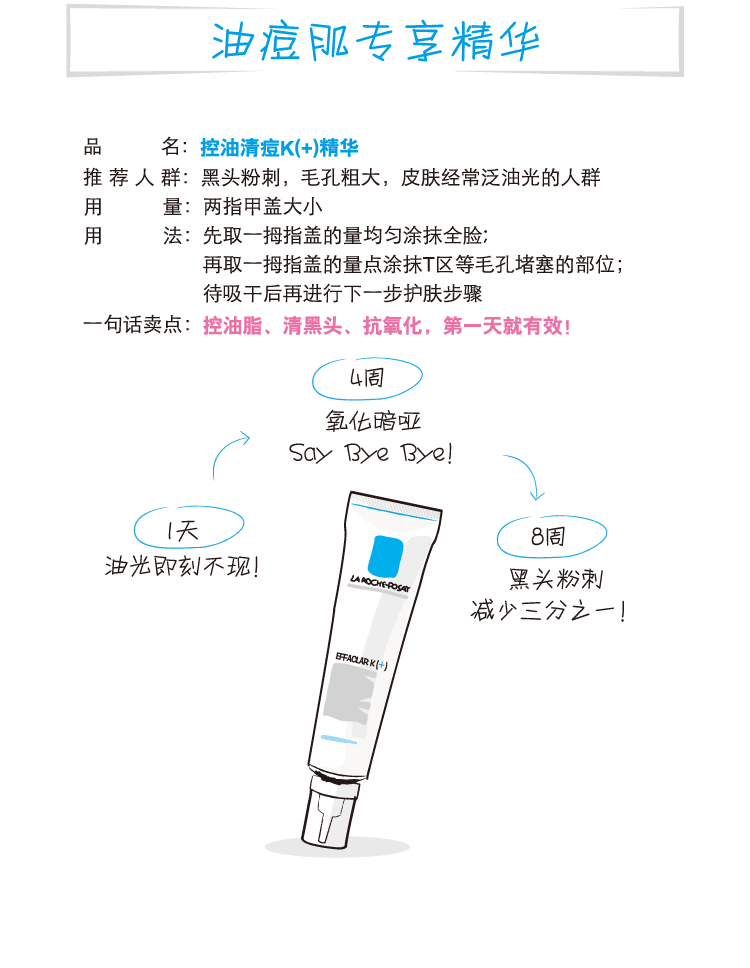 油痘肌专享精华
品名：控油清痘K(+)精华
推荐人群：黑头粉刺，毛孔粗大，皮肤经常泛油光的人群
用量：两指甲盖大小
用法：先取一拇指盖的量均匀涂抹全脸；
再取一拇指盖的量点涂抹T区等毛孔堵塞的部位；
待吸干后再进行下一步护肤步骤
一句话卖点：控油脂、清黑头、抗氧化，第一天就有效！
4周
氧化暗哑
Say Bye Bye!
1天
油光即刻不现！
8周
黑头粉刺
减少三分之一！
LA ROCHE-POSAY
EFFACLAR K(+)